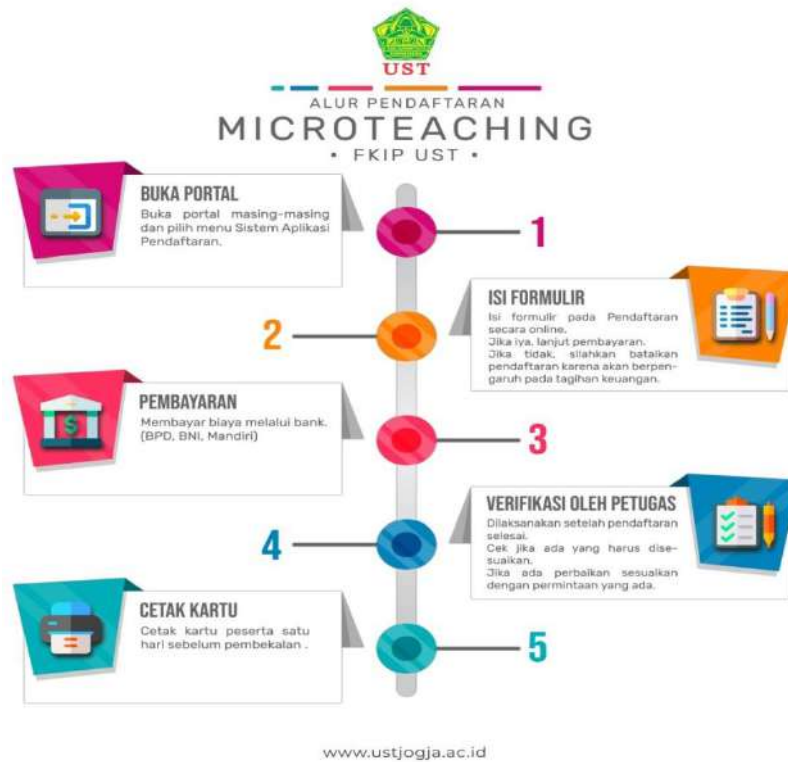 UST
ALUR PENDAFTARAN
MICROTEACHING
• FKIP UST •
BUKA PORTAL
Buka portal masing-masing
dan pilih menu Sistem Aplikasi
Pendaftaran.
1
ISI FORMULIR
Isi formulir pada Pendaftaran
secara online.
Jika iya, lanjut pembayaran.
Jika tidak, silahkan batalkan
pendaftaran karena akan berpen-
garuh pada tagihan keuangan.
2
PEMBAYARAN
Membayar biaya melalui bank.
(BPD, BNI, Mandiri)
3
VERIFIKASI OLEH PETUGAS
Dilaksanakan setelah pendaftaran
selesai.
Cek jika ada yang harus dise-
suaikan.
Jika ada perbaikan sesuaikan
dengan permintaan yang ada.
4
CETAK KARTU
Cetak kartu peserta satu
hari sebelum pembekalan .
5
www.ustjogja.ac.id